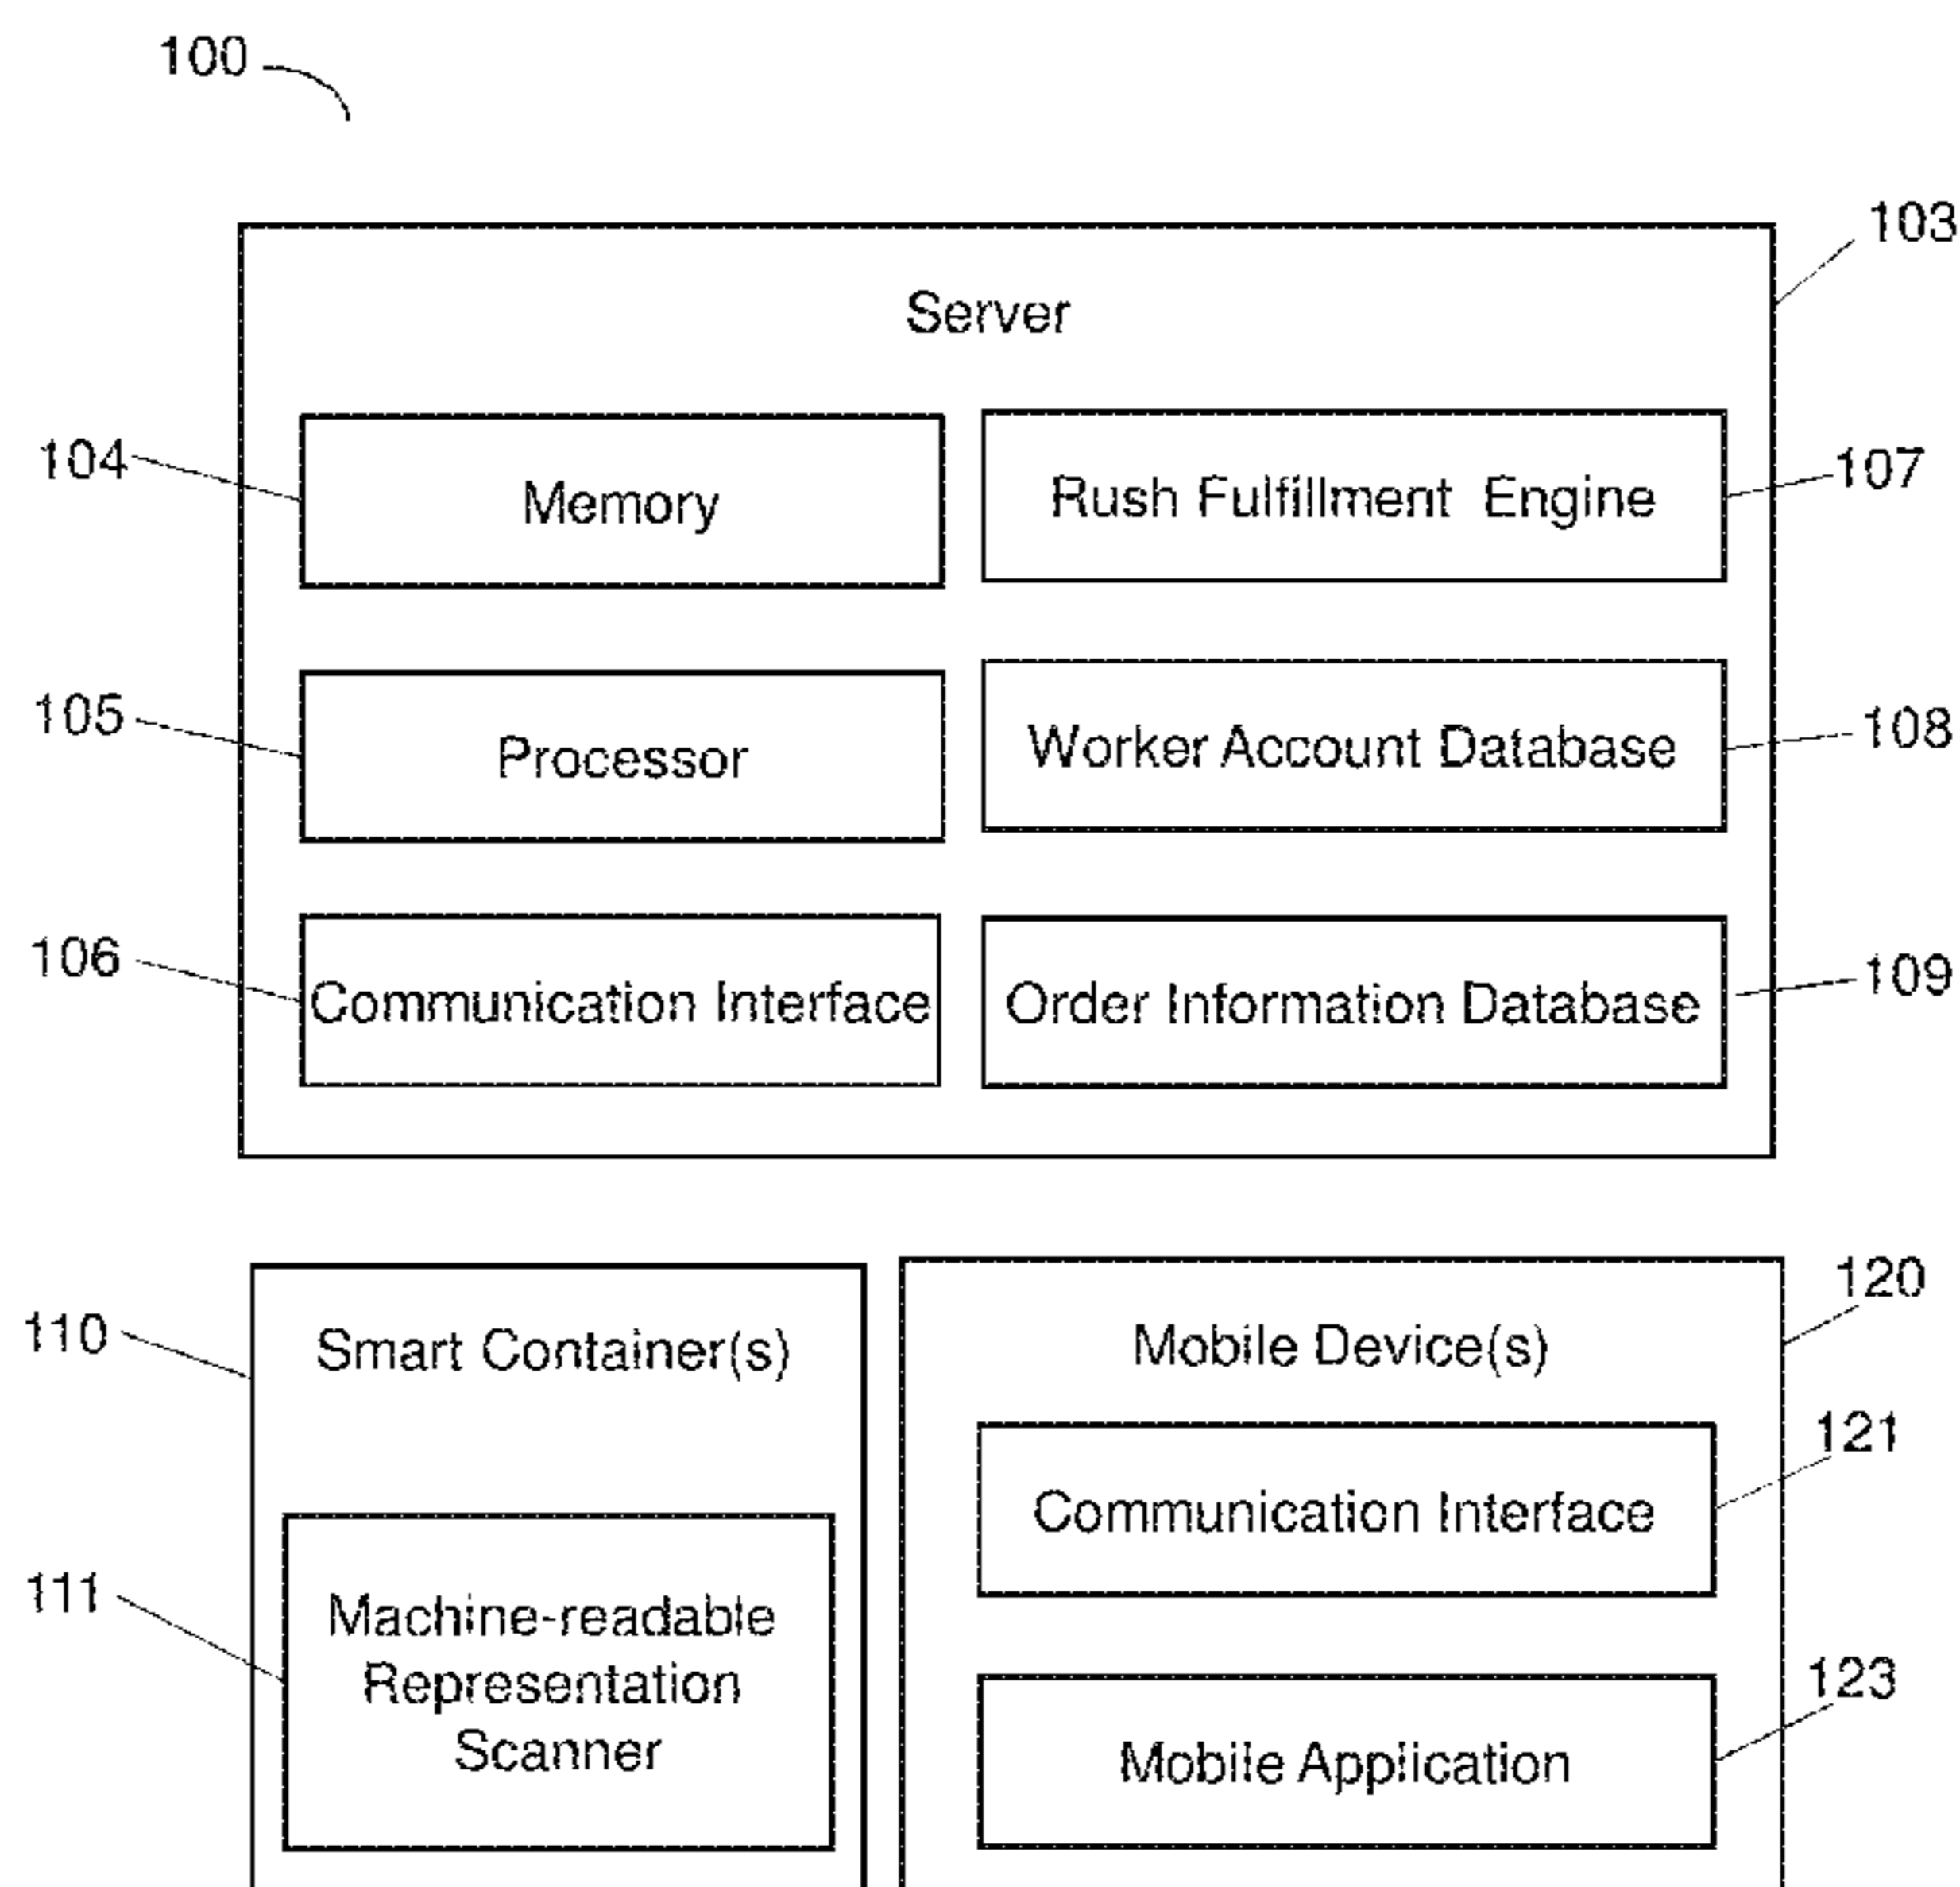 100
103
Server
104
Memory
Rush Fulfillment Engine
107
105
Processor
Worker Account Database
108
106
Communication Interface
Order Information Database
109
110
Smart Container(s)
111
Machine-readable
Representation
Scanner
120
Mobile Device(s)
121
Communication Interface
123
Mobile Application